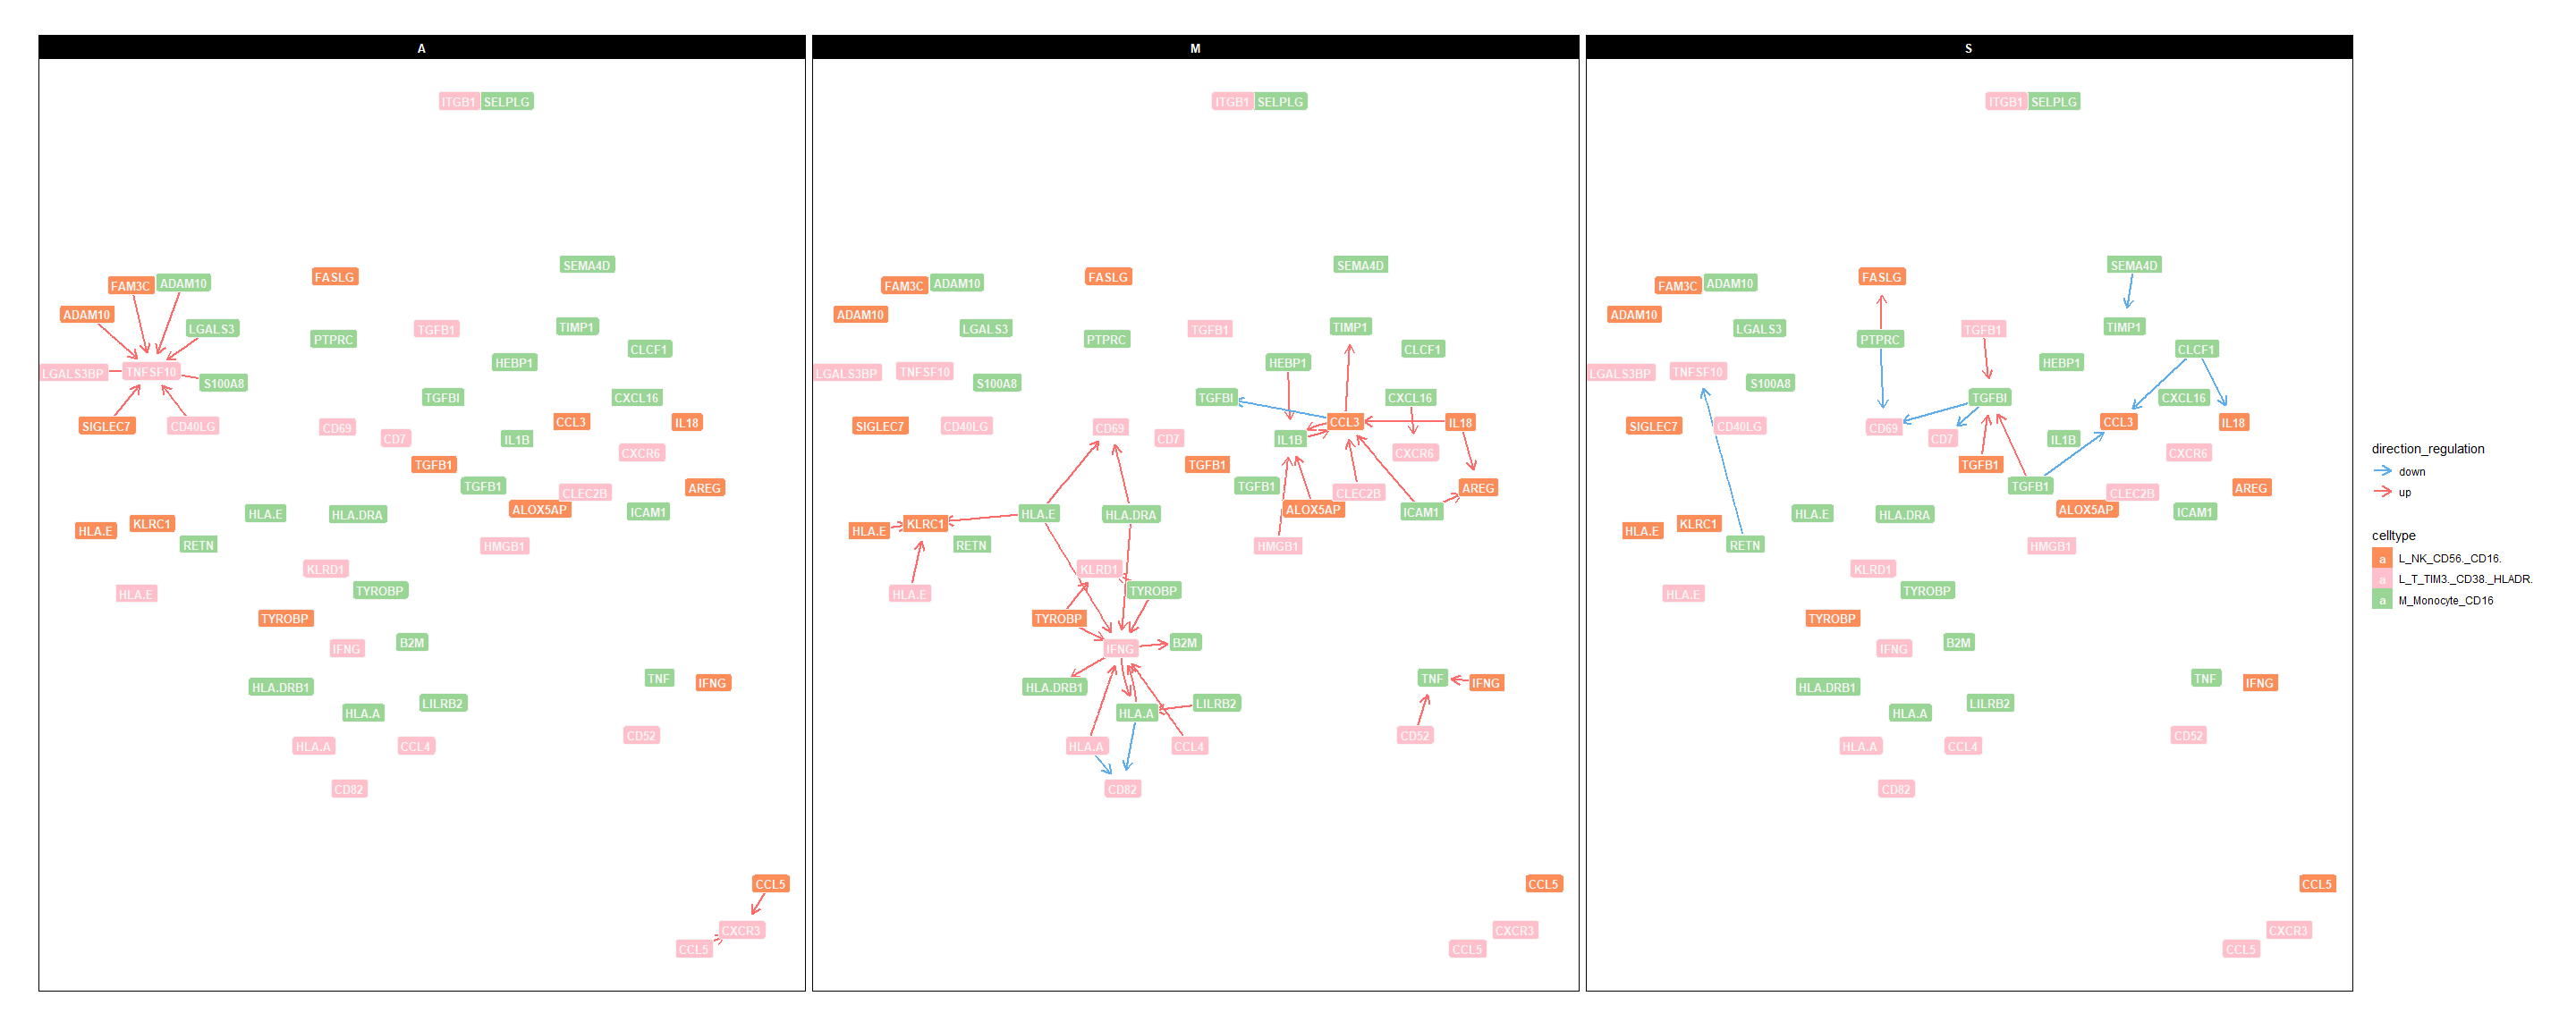 A
M
S
ITGB1 SELPLG
SEMA4D
FASLG
FAM3C ADAM10
ADAM10
LGALS3
TGFB1
TIMP1
PTPRC
CLCF1
HEBP1
LGALS3BP TNFSF10
S100A8
TGFBI
CXCL16
CCL3
IL18
SIGLEC7
CD40LG
CD69
CD7
IL1B
CXCR6
TGFB1
TGFB1
CLEC2B
AREG
ALOX5AP
ICAM1
HLA.E
HLA.DRA
KLRC1
HLA.E
RETN
HMGB1
KLRD1
TYROBP
HLA.E
TYROBP
B2M
IFNG
TNF
IFNG
HLA.DRB1
LILRB2
HLA.A
CD52
HLA.A
CCL4
CD82
CCL5
CXCR3
CCL5
ITGB1 SELPLG
SEMA4D
FASLG
FAM3C ADAM10
ADAM10
LGALS3
TGFB1
TIMP1
PTPRC
CLCF1
HEBP1
LGALS3BP TNFSF10
S100A8
TGFBI
CXCL16
CCL3
IL18
SIGLEC7
CD40LG
CD69
CD7
IL1B
CXCR6
TGFB1
TGFB1
CLEC2B
AREG
ALOX5AP
ICAM1
HLA.E
HLA.DRA
KLRC1
HLA.E
RETN
HMGB1
KLRD1
TYROBP
HLA.E
TYROBP
B2M
IFNG
TNF
IFNG
HLA.DRB1
LILRB2
HLA.A
CD52
HLA.A
CCL4
CD82
CCL5
CXCR3
CCL5
ITGB1 SELPLG
SEMA4D
FASLG
FAM3C ADAM10
ADAM10
LGALS3
TGFB1
TIMP1
PTPRC
CLCF1
HEBP1
LGALS3BP TNFSF10
S100A8
TGFBI
CXCL16
CCL3
IL18
SIGLEC7
CD40LG
CD69
CD7
IL1B
CXCR6
TGFB1
TGFB1
CLEC2B
AREG
ALOX5AP
ICAM1
HLA.E
HLA.DRA
KLRC1
HLA.E
RETN
HMGB1
KLRD1
TYROBP
HLA.E
TYROBP
B2M
IFNG
TNF
IFNG
HLA.DRB1
LILRB2
HLA.A
CD52
HLA.A
CCL4
CD82
CCL5
CXCR3
CCL5
direction_regulation
down
up
celltype
a L_NK_CD56._CD16.
a L_T_TIM3._CD38._HLADR.
a M_Monocyte_CD16